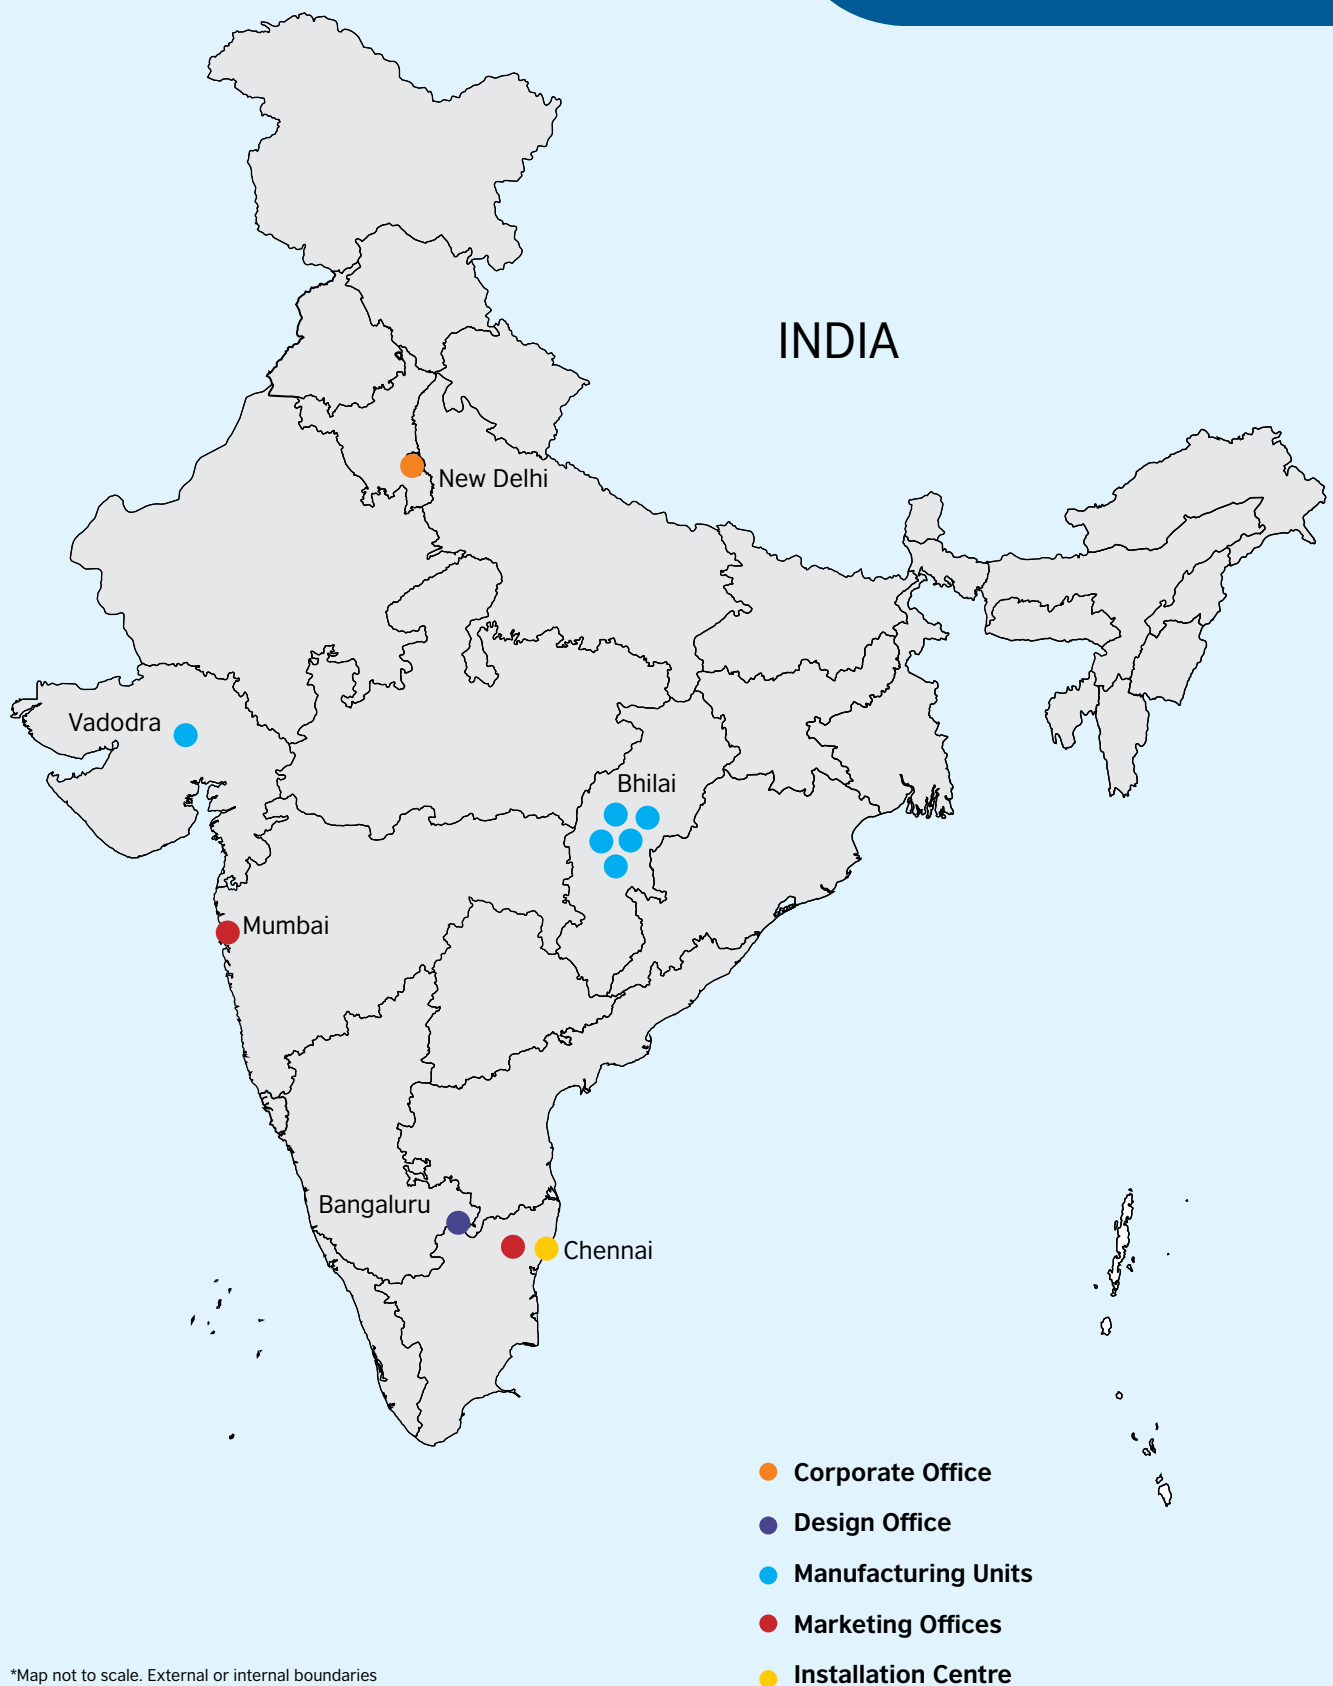 INDIA
New Delhi
Vadodra
Bhilai
Mumbai
Bangaluru
Chennai
Corporate Office
Design Office
Manufacturing Units
Marketing Offices
Installation Centre
*Map not to scale. External or internal boundaries